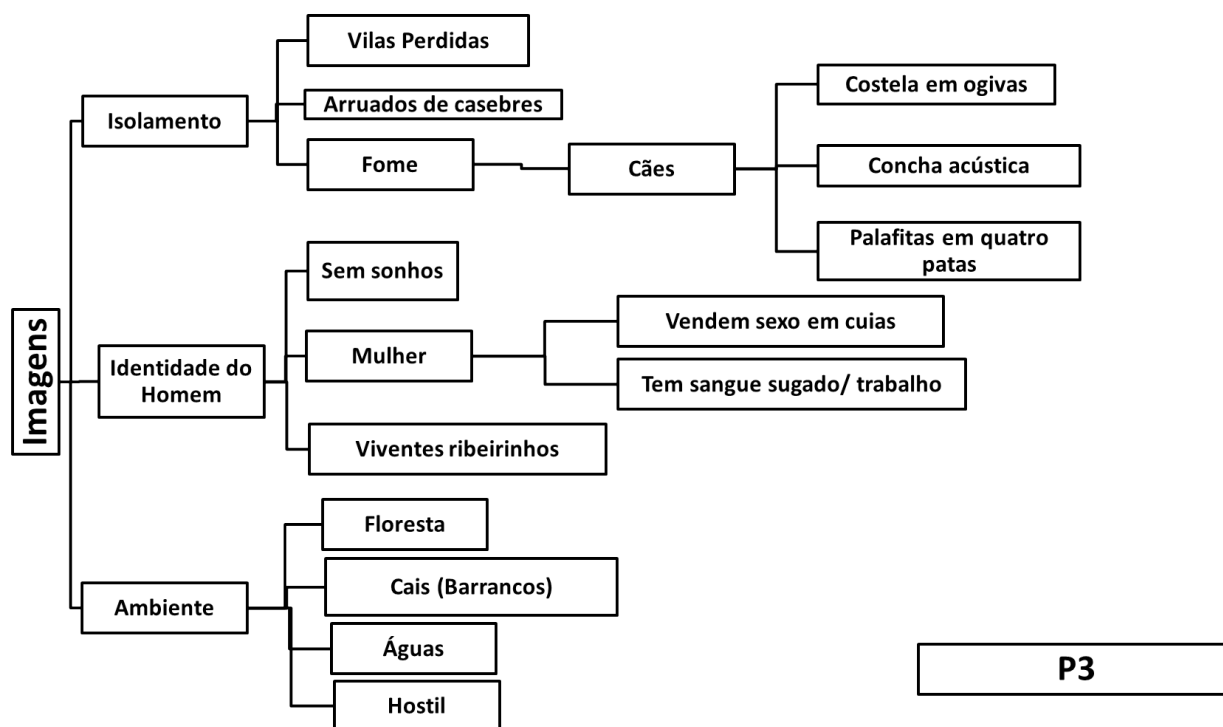 Imagens
Isolamento
Vilas Perdidas
Arruados de casebres
Fome
Cães
Costela em ogivas
Concha acústica
Palafitas em quatro
patas
Identidade do
Homem
Sem sonhos
Mulher
Vendem sexo em cuias
Tem sangue sugado/ trabalho
Viventes ribeirinhos
Ambiente
Floresta
Cais (Barrancos)
Águas
Hostil
P3